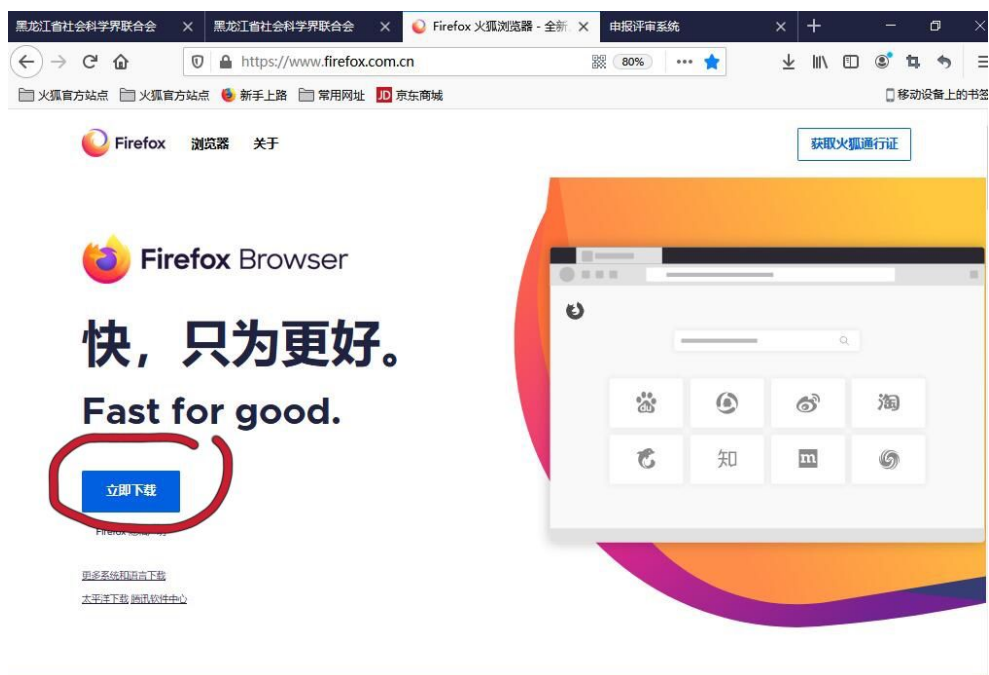 黑龙江省社会科学界联合会
黑龙江省社会科学界联合会
Firefox 火狐浏览器 - 全新
申报评审系统
https://www.firefox.com.cn
80%
火狐官方站点
火狐官方站点
新手上路
常用网址
JD 京东商城
移动设备上的书签
Firefox
浏览器
关于
获取火狐通行证
Firefox Browser
快，只为更好。
Fast for good.
du
淘
知
m
立即下载
Firefox
更多系统和语言下载
太平洋下载 腾讯软件中心